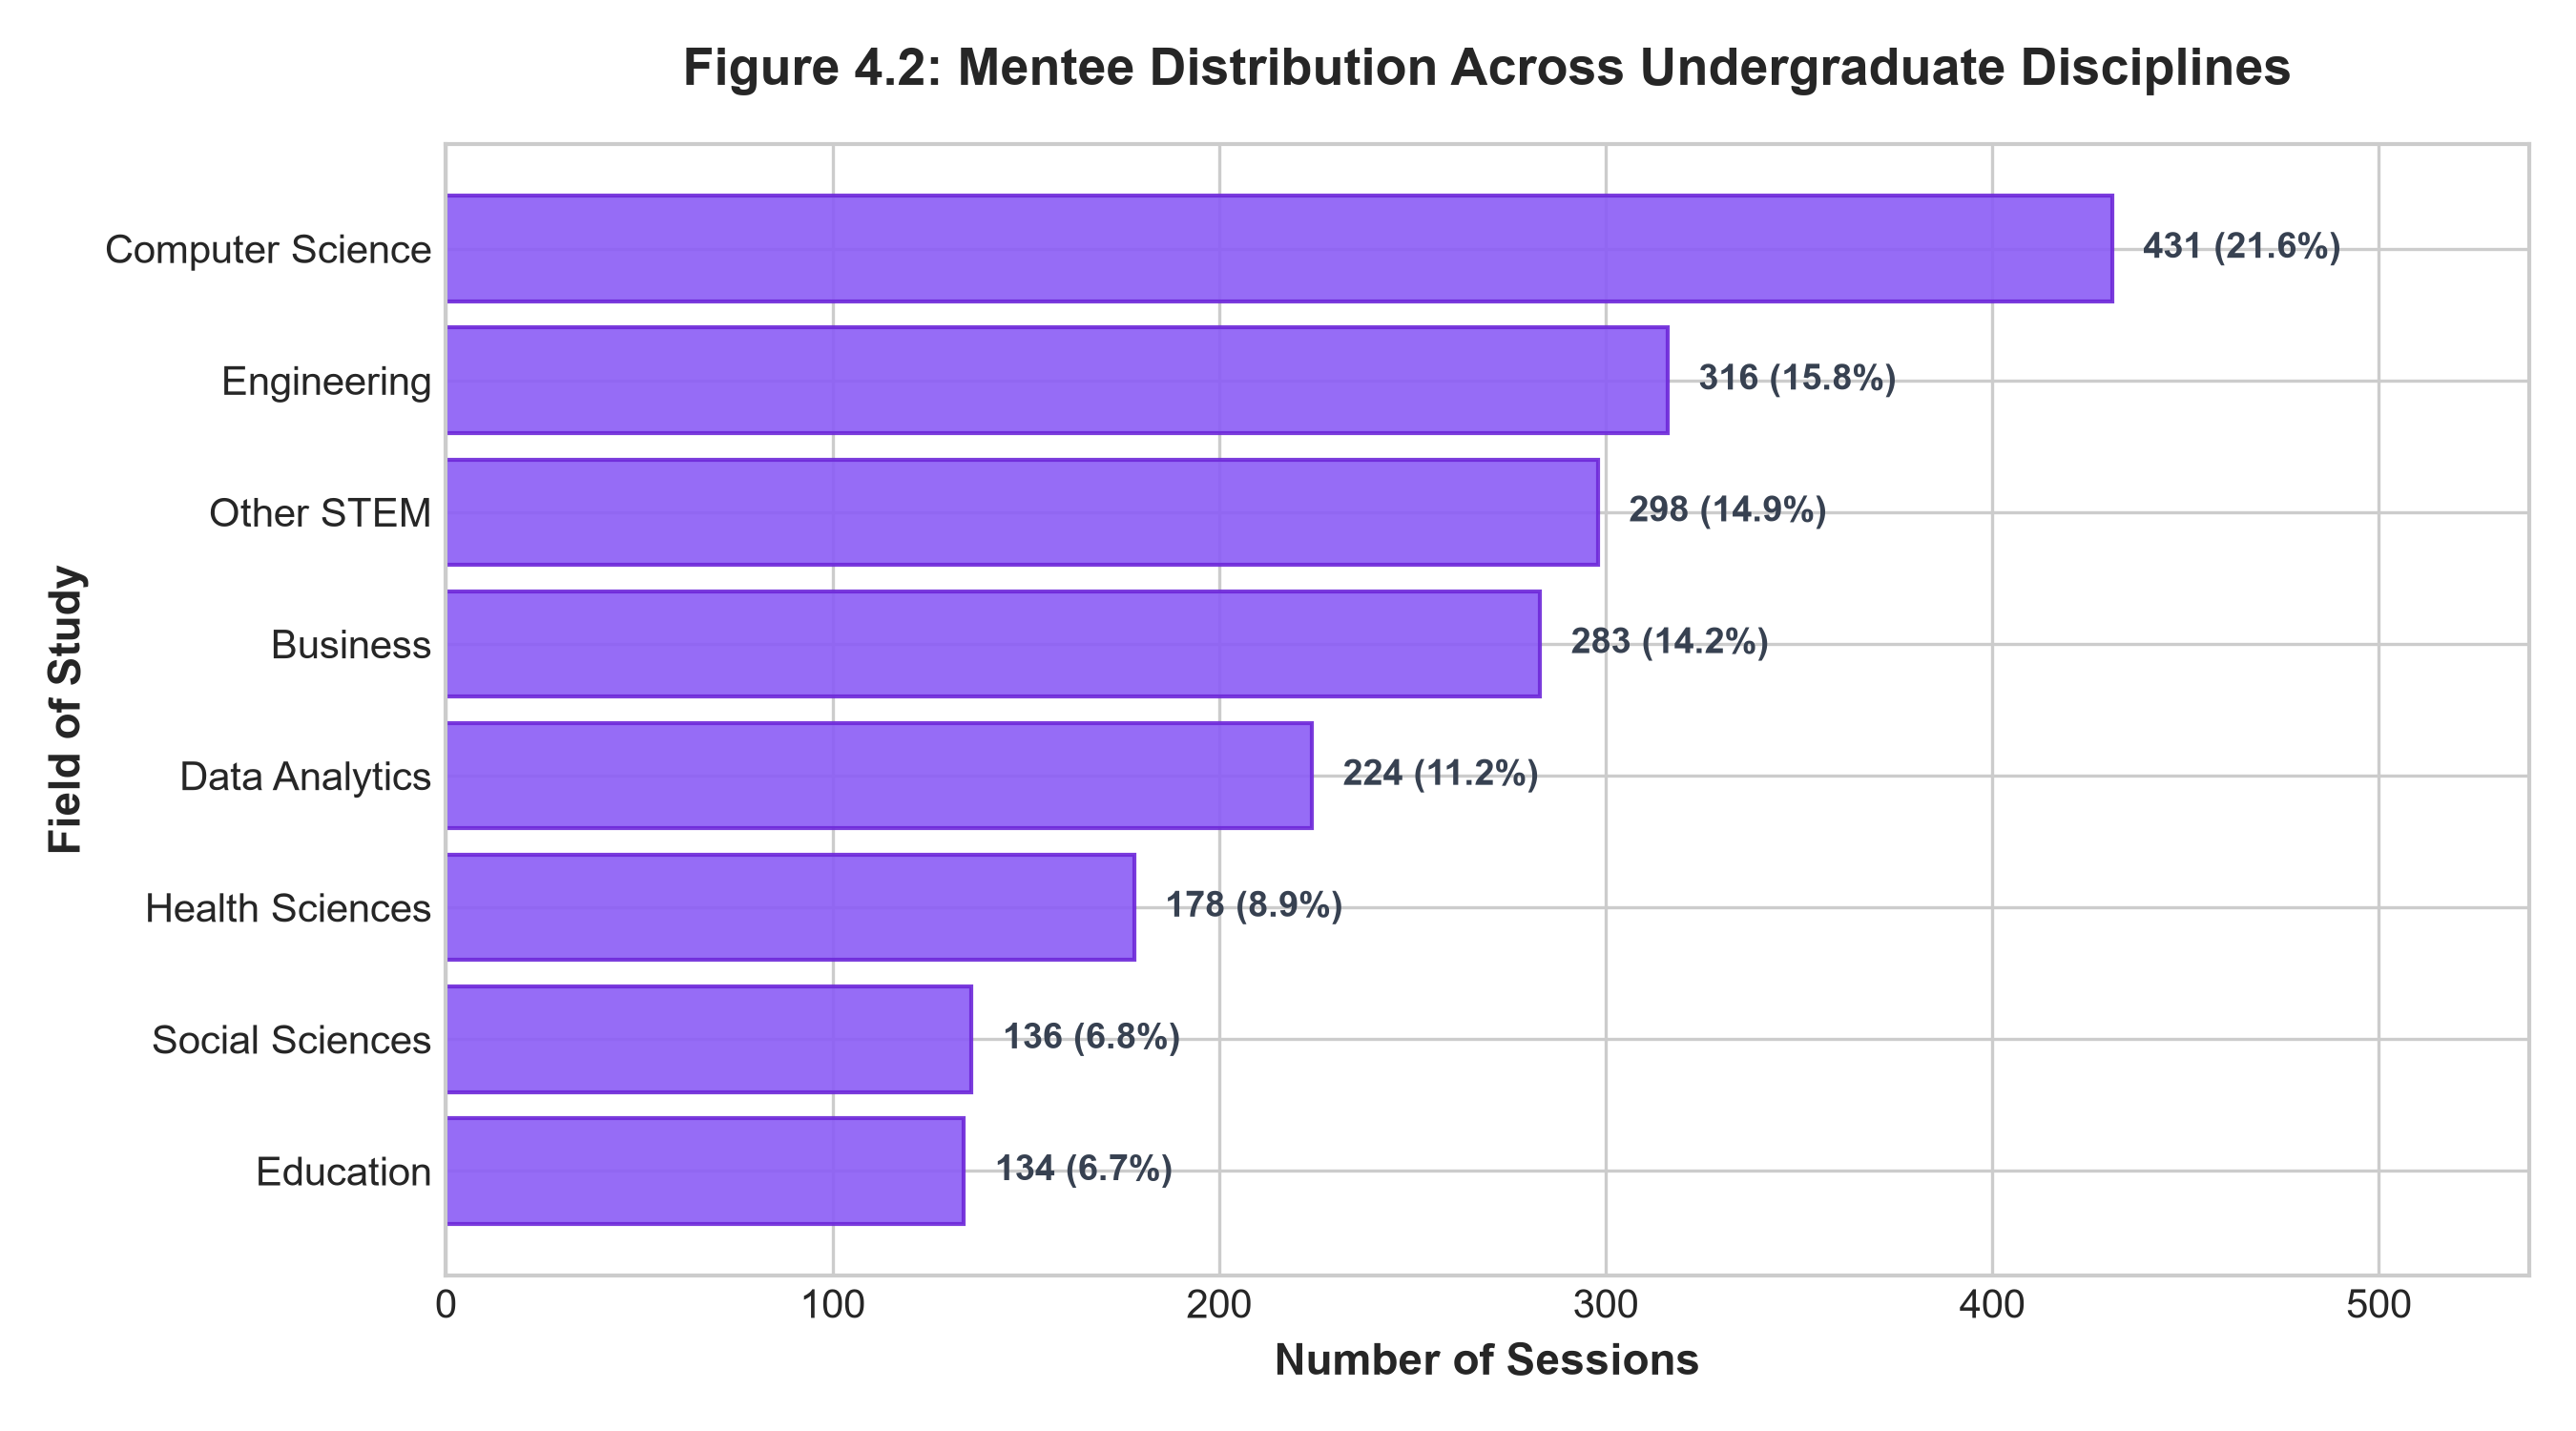 Figure 4.2: Mentee Distribution Across Undergraduate Disciplines
Field of Study
Computer Science
431 (21.6%)
Engineering
316 (15.8%)
Other STEM
298 (14.9%)
Business
283 (14.2%)
Data Analytics
224 (11.2%)
Health Sciences
178 (8.9%)
Social Sciences
136 (6.8%)
Education
134 (6.7%)
0 100 200 300 400 500
Number of Sessions